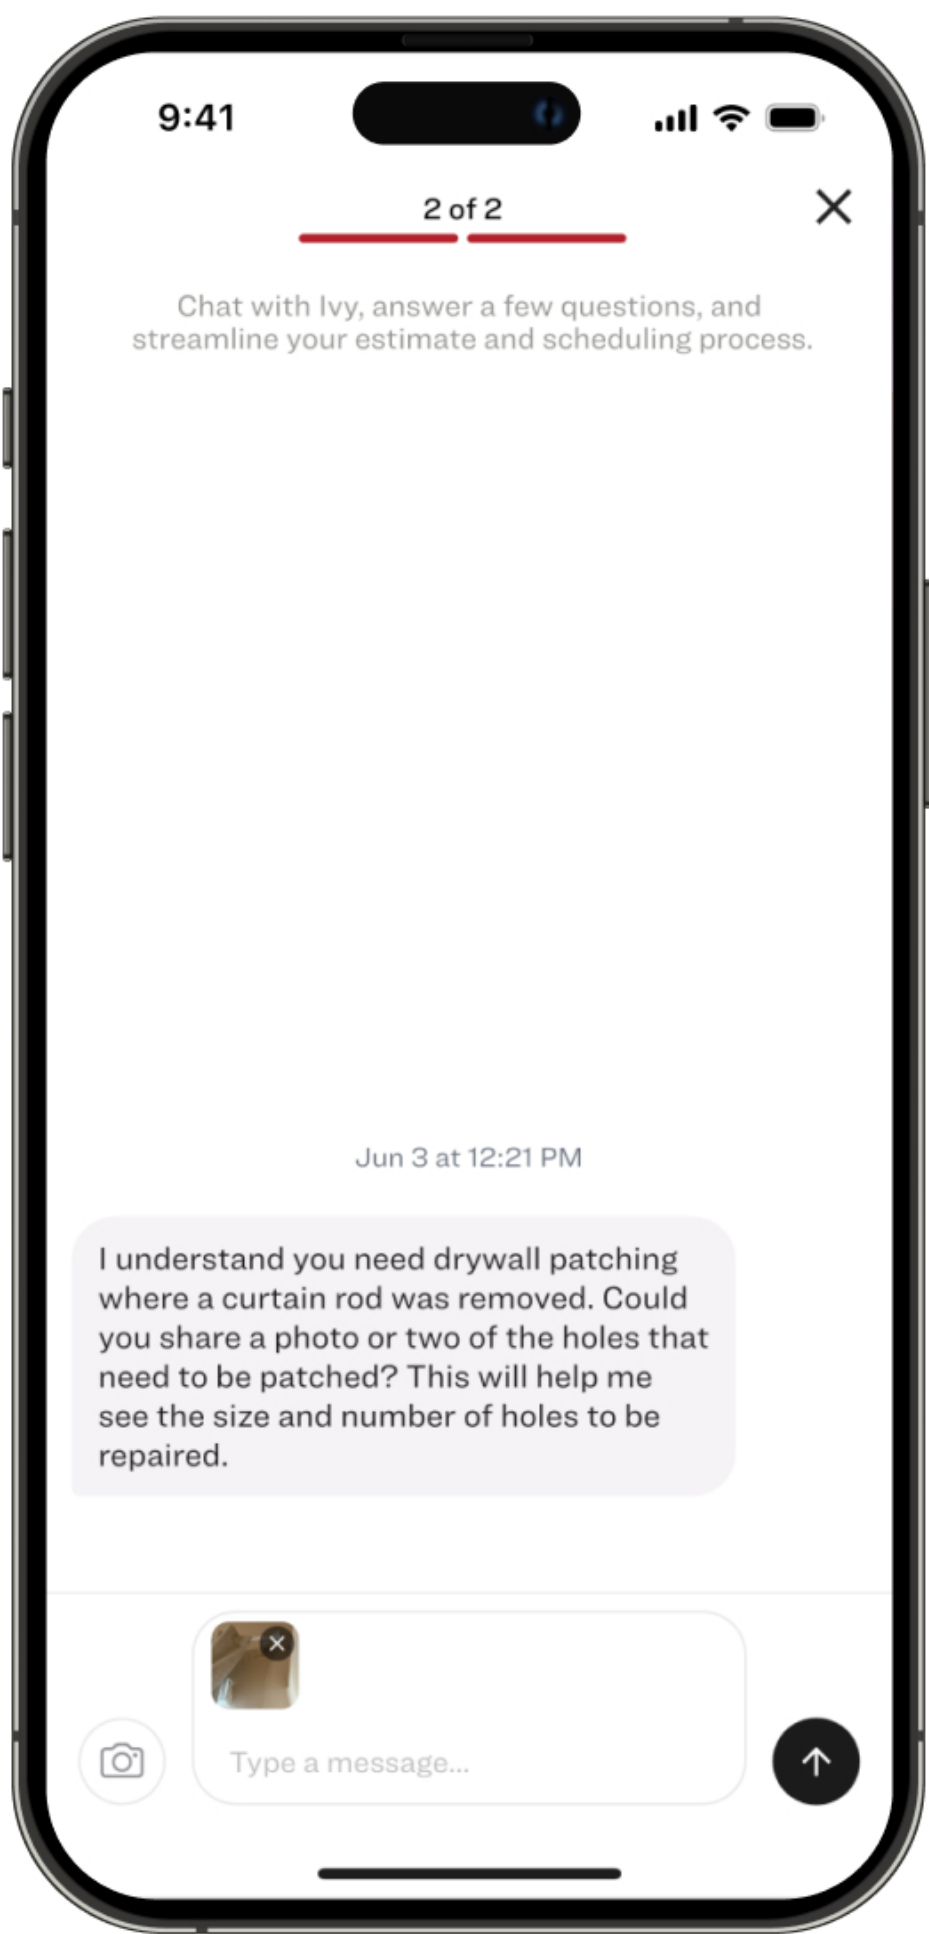 9:41
2 of 2
Chat with Ivy, answer a few questions, and
streamline your estimate and scheduling process.
Jun 3 at 12:21 PM
I understand you need drywall patching
where a curtain rod was removed. Could
you share a photo or two of the holes that
need to be patched? This will help me
see the size and number of holes to be
repaired.
Type a message...